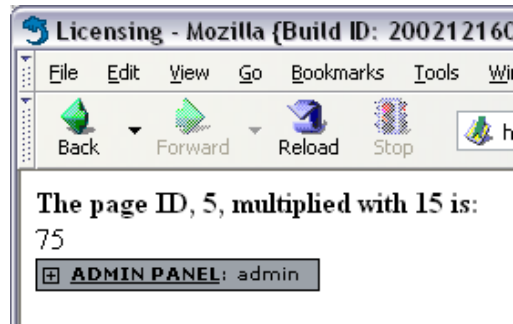 Licensing - Mozilla {Build ID: 200212160
File Edit View Go Bookmarks Tools
Back Forward Reload Stop h
The page ID, 5, multiplied with 15 is:
75
ADMIN PANEL: admin